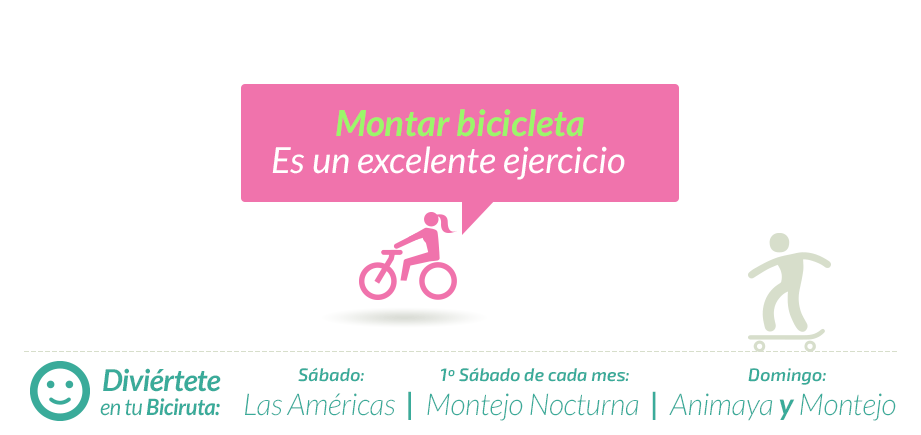 Montar bicicleta
Es un excelente ejercicio
Diviértete
en tu Biciruta:
Sábado:
Las Américas
1º Sábado de cada mes:
Montejo Nocturna
Domingo:
Animaya y Montejo